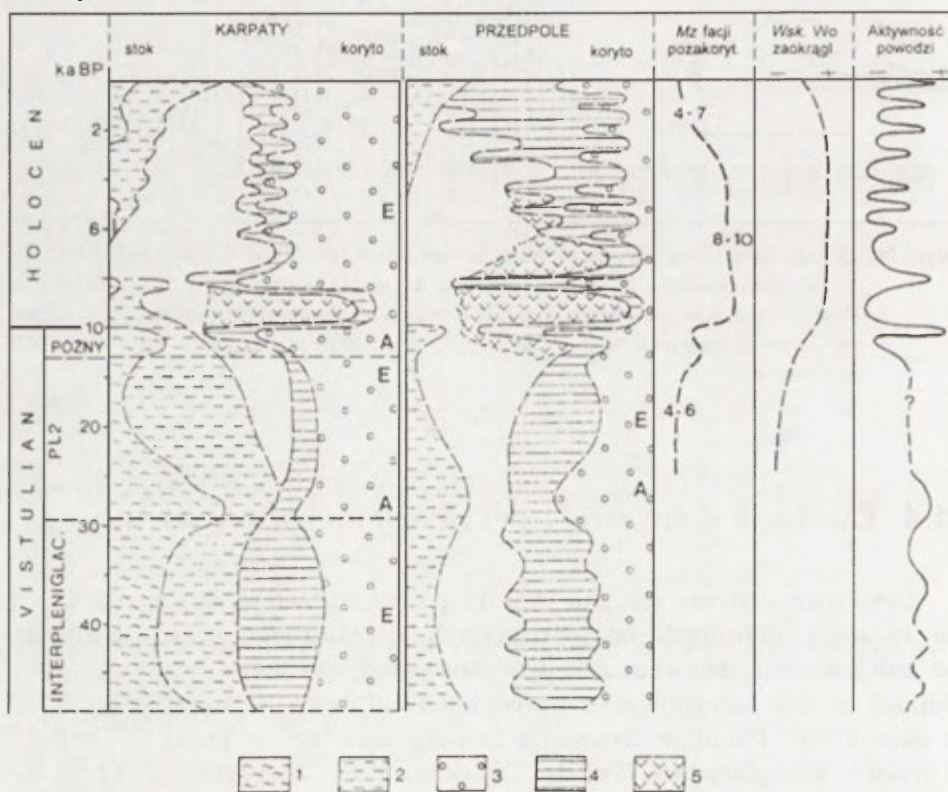 KARPATY
PRZEDPOLE
Mz facji pozakoryt.
Wsk. Wo zaokrągl
Aktywność powodzi
stok
koryto
stok
koryto
ka BP
- +
- +
HOLOCEN
2
6
10
4-7
8-10
E
VISTULIAN
PÓŹNY
A
E
PL2
20
4-6
?
E
A
A
30
INTERPLENIGLAC.
40
E
1
2
3
4
5